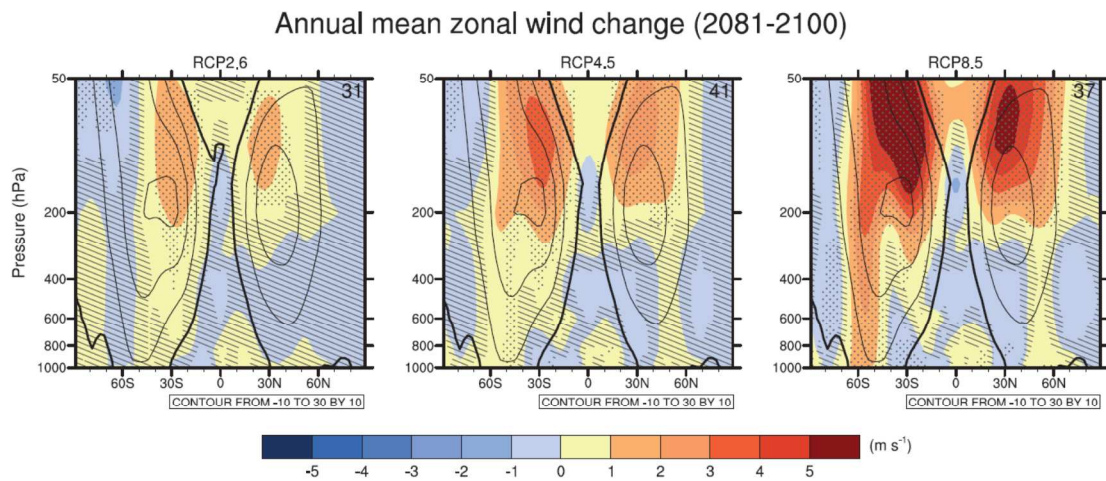 Annual mean zonal wind change (2081-2100)
RCP2.6 RCP4.5 RCP8.5
31 41 37
Pressure (hPa)
50 50 50
200 200 200
400 400 400
600 600 600
800 800 800
1000 1000 1000
60S 30S 0 30N 60N 60S 30S 0 30N 60N 60S 30S 0 30N 60N
CONTOUR FROM -10 TO 30 BY 10 CONTOUR FROM -10 TO 30 BY 10 CONTOUR FROM -10 TO 30 BY 10
(m s⁻¹)
-5 -4 -3 -2 -1 0 1 2 3 4 5